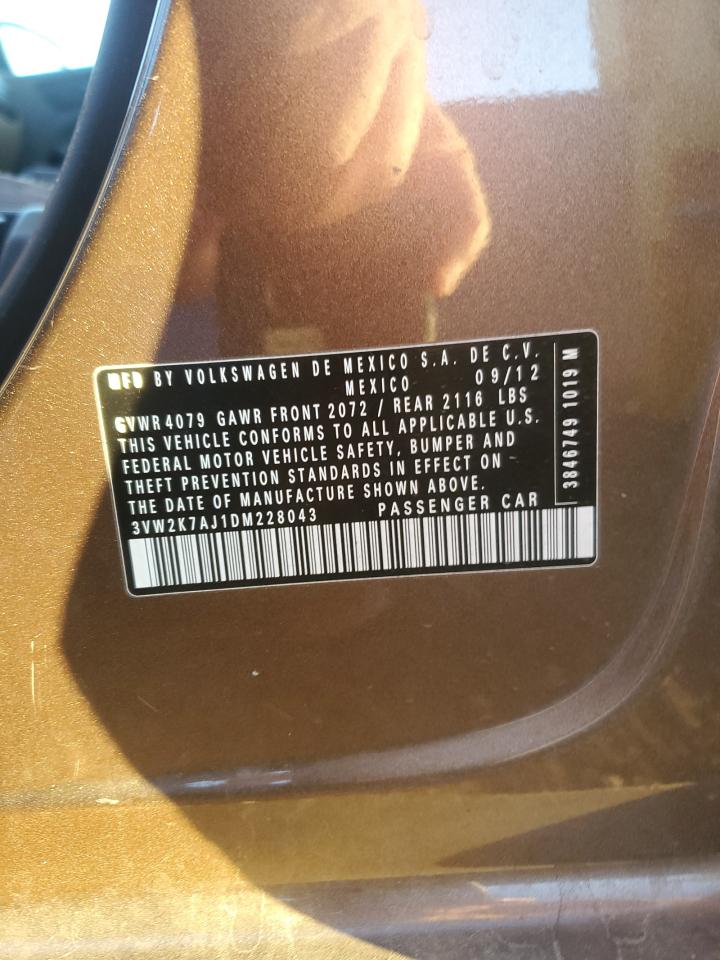 MFD BY VOLKSWAGEN DE MEXICO S.A. DE C.V.
MEXICO 09/12
GVWR 4079 GAWR FRONT 2072 / REAR 2116 LBS
THIS VEHICLE CONFORMS TO ALL APPLICABLE U.S.
FEDERAL MOTOR VEHICLE SAFETY, BUMPER AND
THEFT PREVENTION STANDARDS IN EFFECT ON
THE DATE OF MANUFACTURE SHOWN ABOVE.
3VW2K7AJ1DM228043 PASSENGER CAR
3846749 1019 M